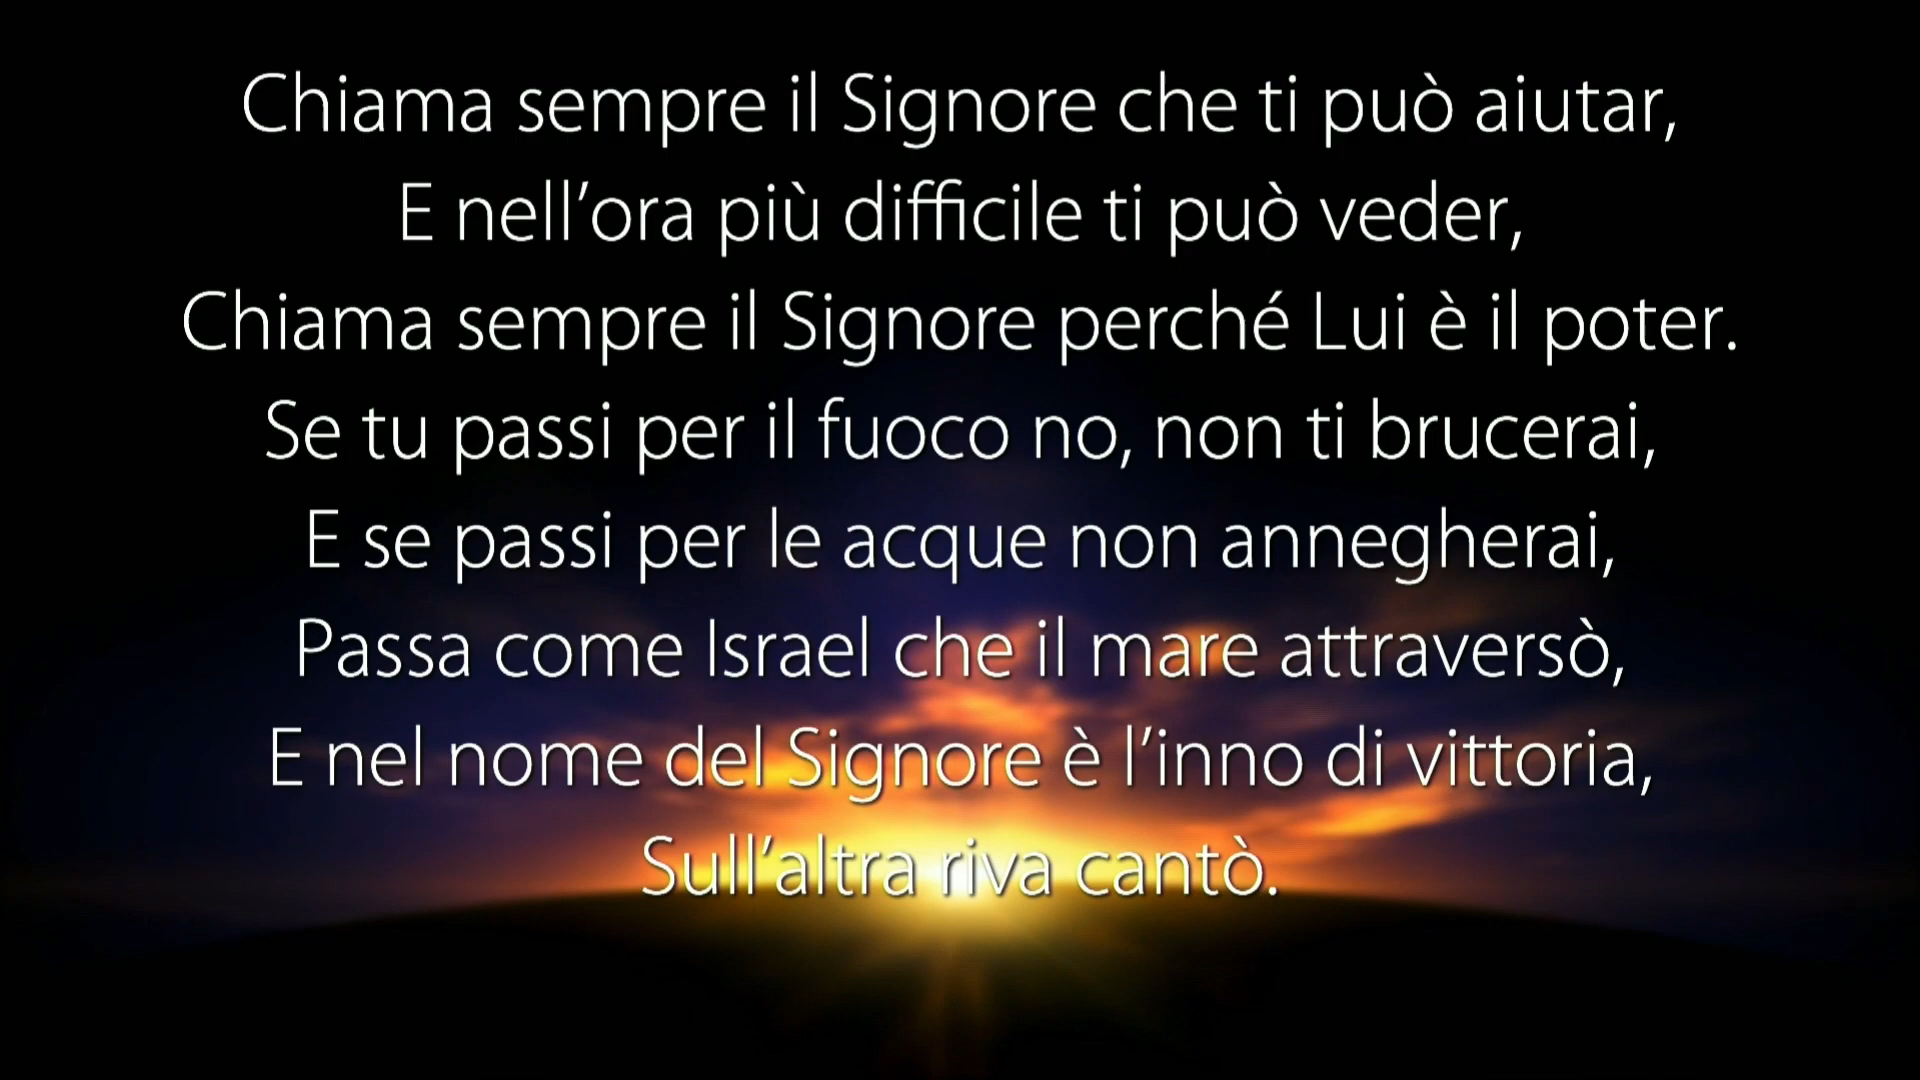 Chiama sempre il Signore che ti può aiutar,
E nell’ora più difficile ti può veder,
Chiama sempre il Signore perché Lui è il poter.
Se tu passi per il fuoco no, non ti brucerai,
E se passi per le acque non annegherai,
Passa come Israel che il mare attraversò,
E nel nome del Signore è l’inno di vittoria,
Sull’altra riva cantò.